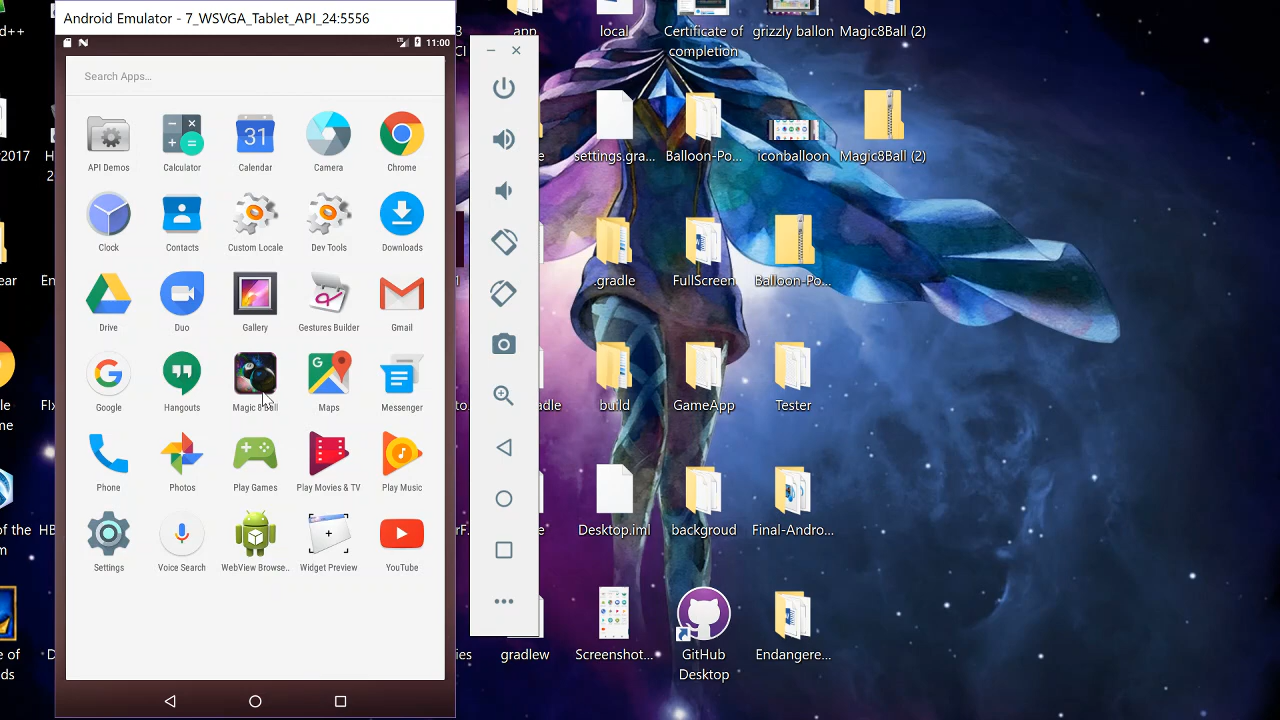 Android Emulator - 7_WSVGA_Tablet_API_24:5556
11:00
Search Apps...
31
API Demos
Calculator
Calendar
Camera
Chrome
Clock
Contacts
Custom Locale
Dev Tools
Downloads
Drive
Duo
Gallery
Gestures Builder
Gmail
Google
Hangouts
Maps
Messenger
Phone
Photos
Play Games
Play Movies & TV
Play Music
Settings
Voice Search
WebView Browse..
Widget Preview
YouTube
d++
2017
app
local
Certificate of
completion
grizzly ballon
Magic8Ball (2)
settings.gra...
Balloon-Po...
iconballoon
Magic8Ball (2)
.gradle
FullScreen
Balloon-Po...
build
GameApp
Tester
Desktop.iml
backgroud
Final-Andro...
gradlew
Screenshot...
GitHub
Desktop
Endangere...